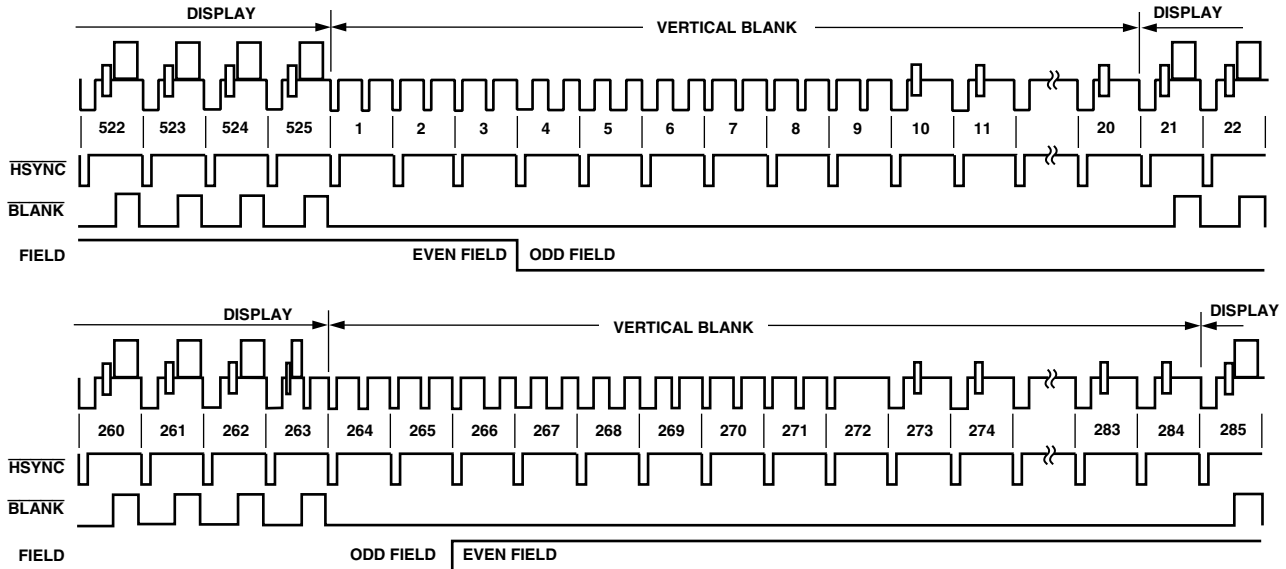 DISPLAY VERTICAL BLANK DISPLAY
522 523 524 525 1 2 3 4 5 6 7 8 9 10 11 20 21 22
HSYNC
BLANK
FIELD EVEN FIELD ODD FIELD
DISPLAY VERTICAL BLANK DISPLAY
260 261 262 263 264 265 266 267 268 269 270 271 272 273 274 283 284 285
HSYNC
BLANK
FIELD ODD FIELD EVEN FIELD